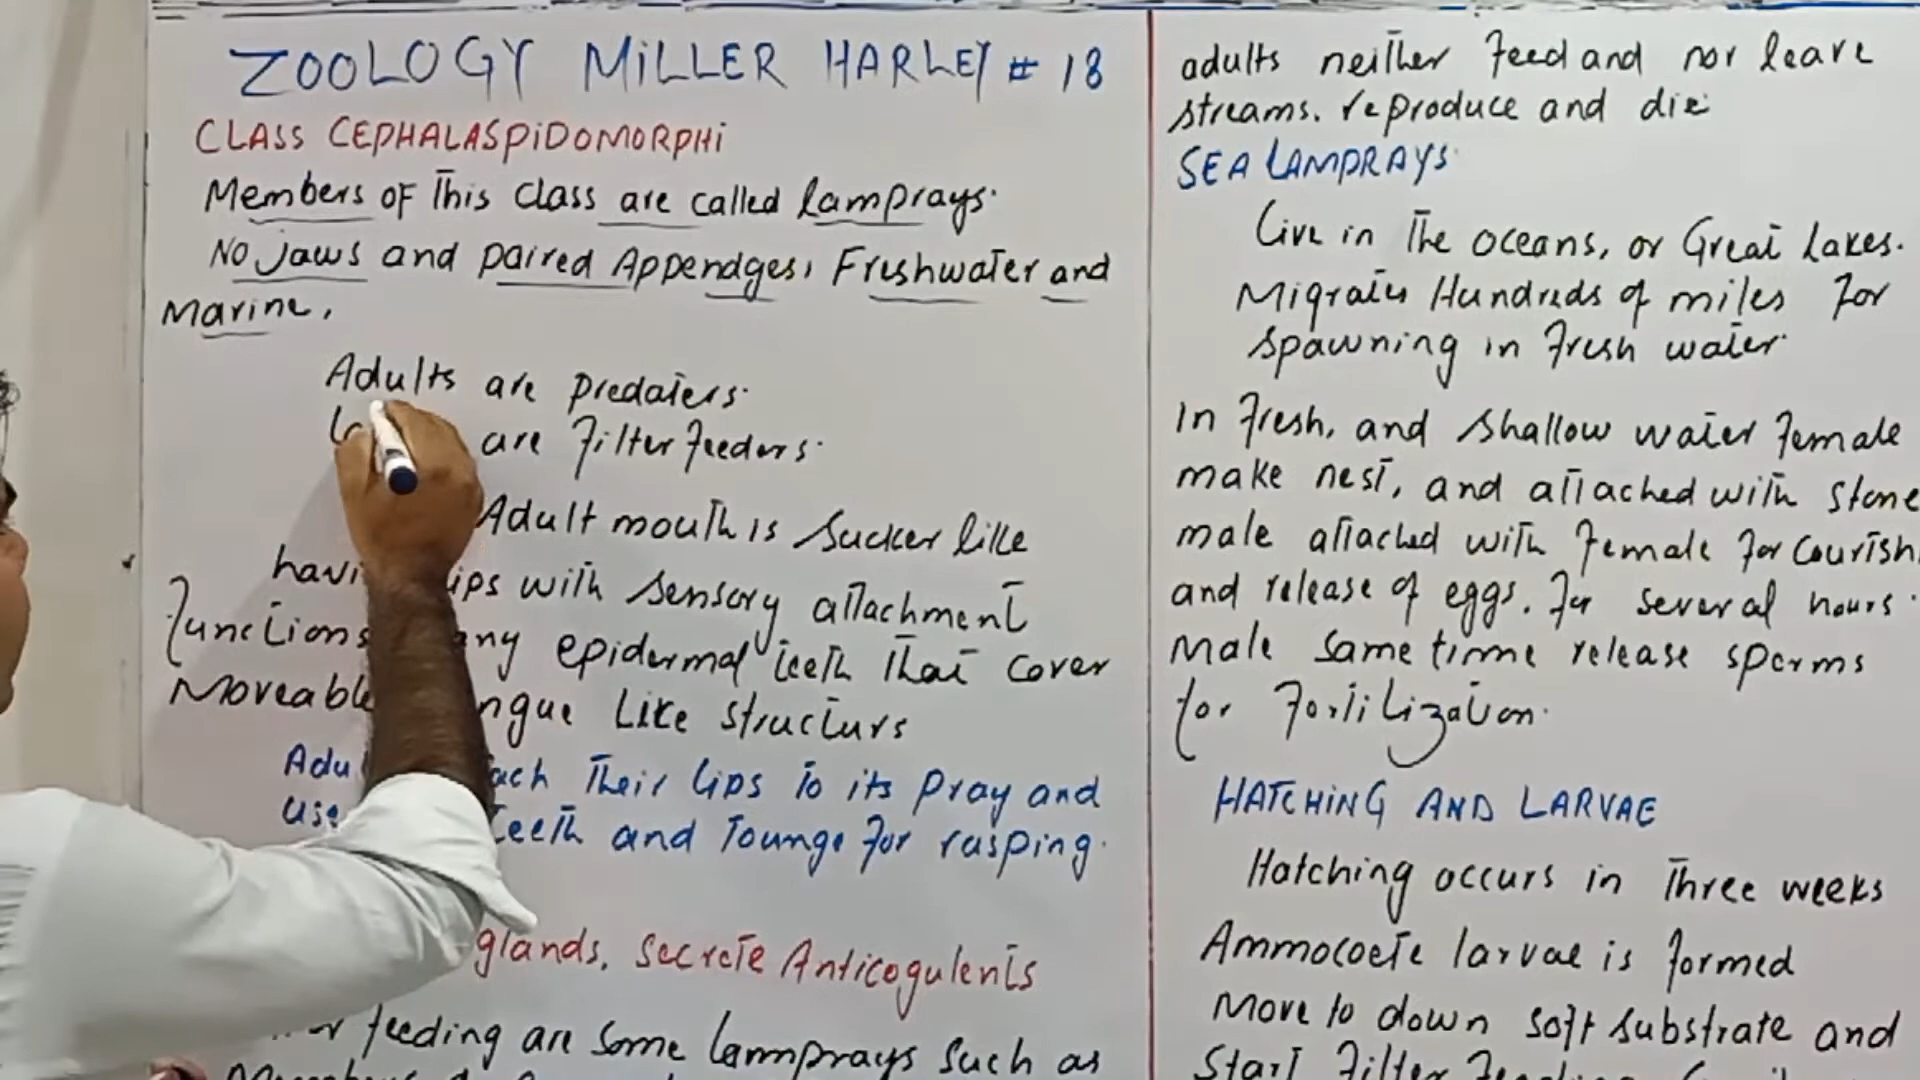 ZOOLOGY MiLLER HARLEY # 18
CLASS CEPHALASPiDOMORPHi
Members of This Class are called lamprays.
No jaws and paired Appendges, Freshwater and
Marine,
Adults are predaters.
are Filter feeders.
Adult mouth is Sucker like
with sensory attachment
Functions epidermal teeth That cover
Like structurs
Their lips To its Pray and
Teeth and Tounge for rasping.
glands. Secrete Anticogulents
feeding are some lamprays such as
adults neither feed and nor leave
streams. reproduce and die
SEA LAMPRAYS.
Live in The oceans, or Great lakes.
Migrates Hundreds of miles For
spawning in fresh water.
In fresh, and shallow water female
make nest, and attached with stone
male attached with female for
and release of eggs. For several hours.
Male same timme release sperms
for Fertilization.
HATCHiNG AND LARVAE
Hatching occurs in Three weeks
Ammocoete larvae is formed
Move to down soft substrate and
Start Filter